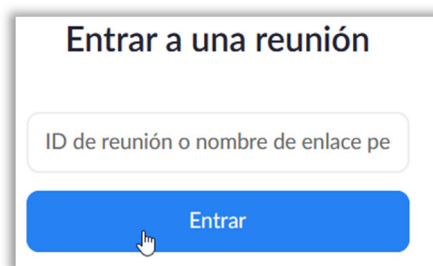 Entrar a una reunión
ID de reunión o nombre de enlace pe
Entrar